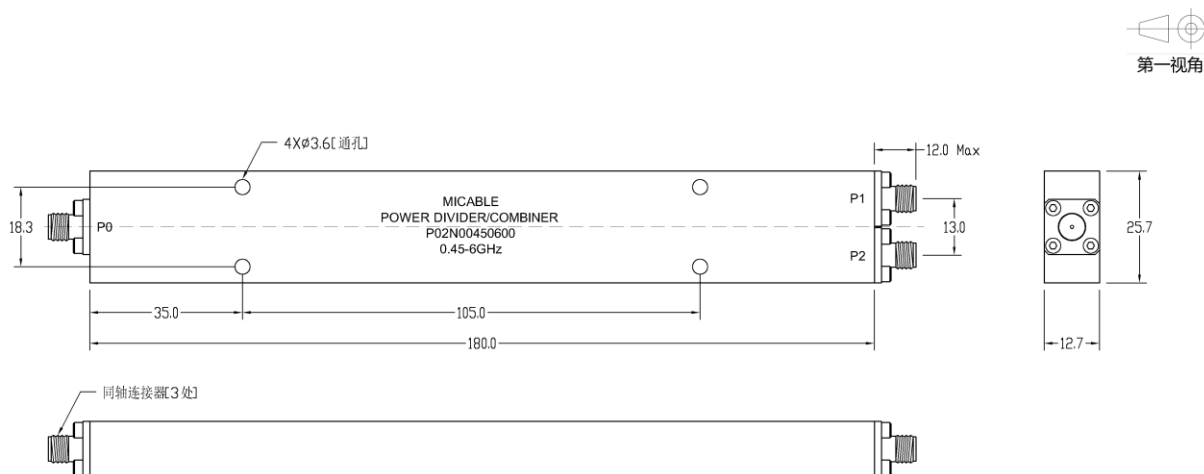 第一视角
4XØ3.6[通孔]
12.0 Max
MICABLE
POWER DIVIDER/COMBINER
P02N00450600
0.45-6GHz
P0
P1
P2
18.3
13.0
25.7
35.0
105.0
180.0
12.7
同轴连接器[3处]